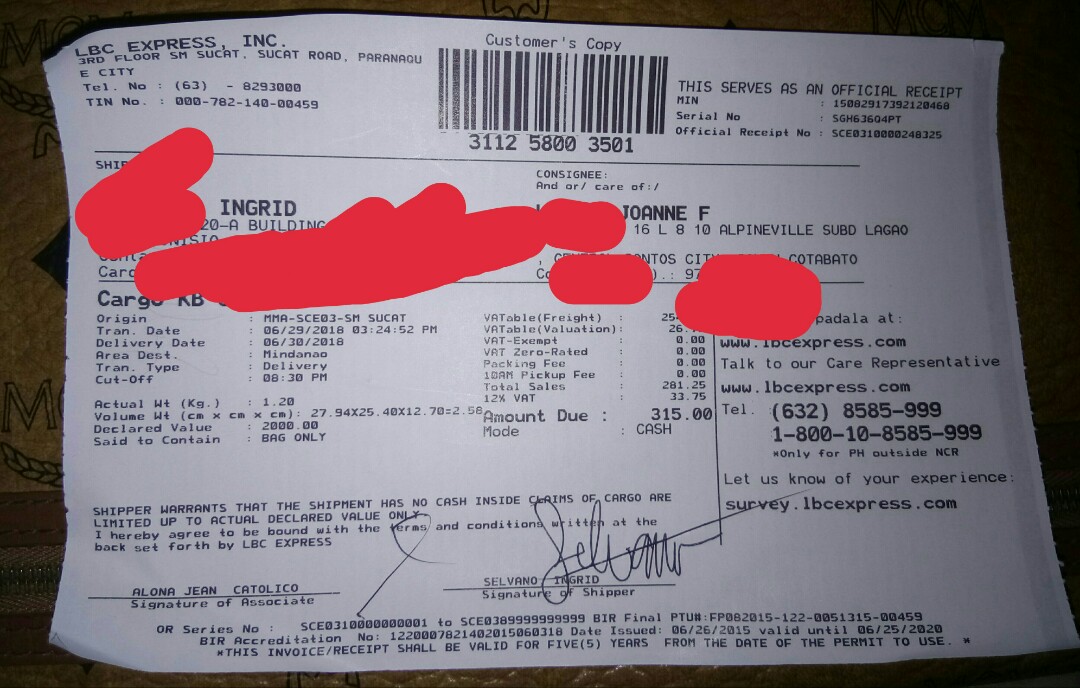 LBC EXPRESS, INC.
3RD FLOOR SM SUCAT, SUCAT ROAD, PARANAQU
E CITY
Tel. No : (63) - 8293000
TIN No. : 000-782-140-00459
Customer's Copy
3112 5800 3501
THIS SERVES AS AN OFFICIAL RECEIPT
MIN : 15082917392120468
Serial No : SGH636Q4PT
Official Receipt No : SCE0310000248325
INGRID
20-A BUILDING
CONSIGNEE:
And or/ care of:/
JOANNE F
16 L 8 10 ALPINEVILLE SUBD LAGAO
COTABATO
Cargo KB
Origin : MMA-SCE03-SM SUCAT
Tran. Date : 06/29/2018 03:24:52 PM
Delivery Date : 06/30/2018
Area Dest. : Mindanao
Tran. Type : Delivery
Cut-Off : 08:30 PM
Actual Wt (Kg.) : 1.20
Volume Wt (cm x cm x cm): 27.94X25.40X12.70=2.58
Declared Value : 2000.00
Said to Contain : BAG ONLY
VATable(Freight) :
VATable(Valuation) :
VAT-Exempt : 0.00
VAT Zero-Rated : 0.00
Packing Fee : 0.00
10AM Pickup Fee : 0.00
Total Sales : 281.25
12% VAT : 33.75
Amount Due : 315.00
Mode : CASH
padala at:
www.lbcexpress.com
Talk to our Care Representative
www.lbcexpress.com
Tel. : (632) 8585-999
1-800-10-8585-999
*Only for PH outside NCR
Let us know of your experience:
survey.lbcexpress.com
SHIPPER WARRANTS THAT THE SHIPMENT HAS NO CASH INSIDE CLAIMS OF CARGO ARE
LIMITED UP TO ACTUAL DECLARED VALUE ONLY
I hereby agree to be bound with the terms and conditions written at the
back set forth by LBC EXPRESS
ALONA JEAN CATOLICO
Signature of Associate
SELVANO INGRID
Signature of Shipper
OR Series No : SCE0310000000001 to SCE0389999999999 BIR Final PTU#:FP082015-122-0051315-00459
BIR Accreditation No: 1220007821402015060318 Date Issued: 06/26/2015 valid until 06/25/2020
*THIS INVOICE/RECEIPT SHALL BE VALID FOR FIVE(5) YEARS FROM THE DATE OF THE PERMIT TO USE. *